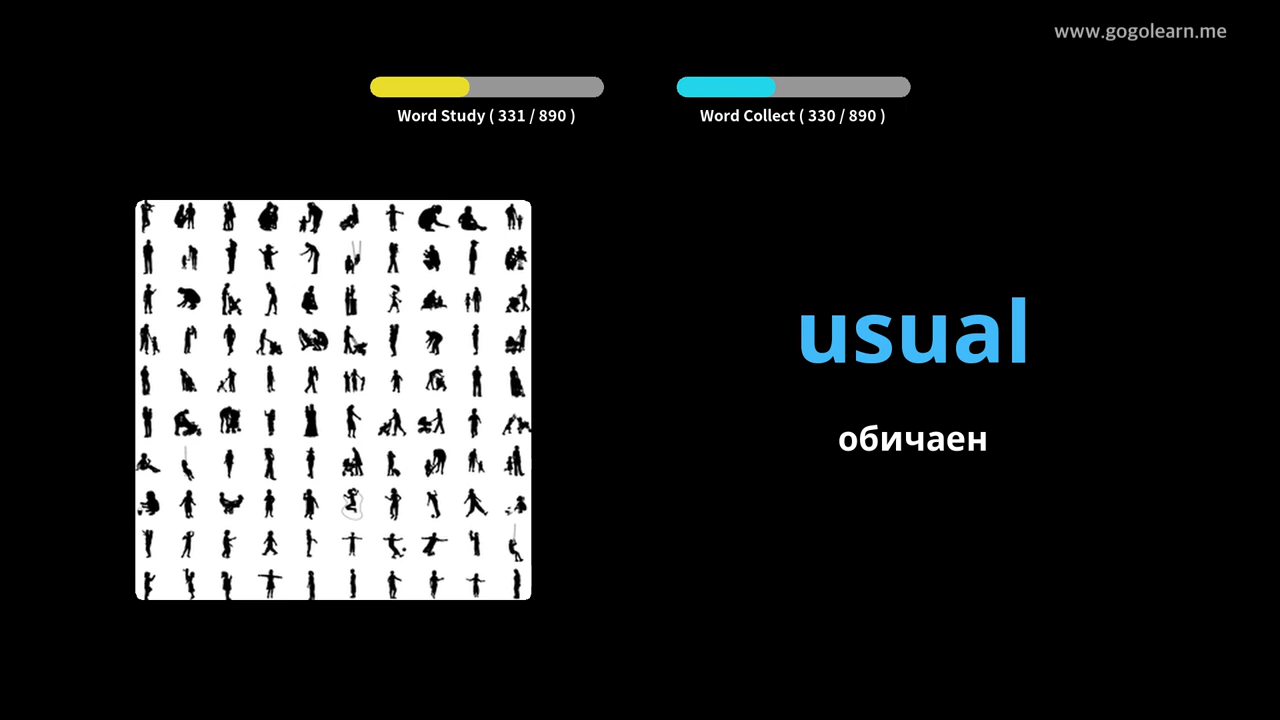 www.gogolearn.me
Word Study ( 331 / 890 )
Word Collect ( 330 / 890 )
usual
обичаен